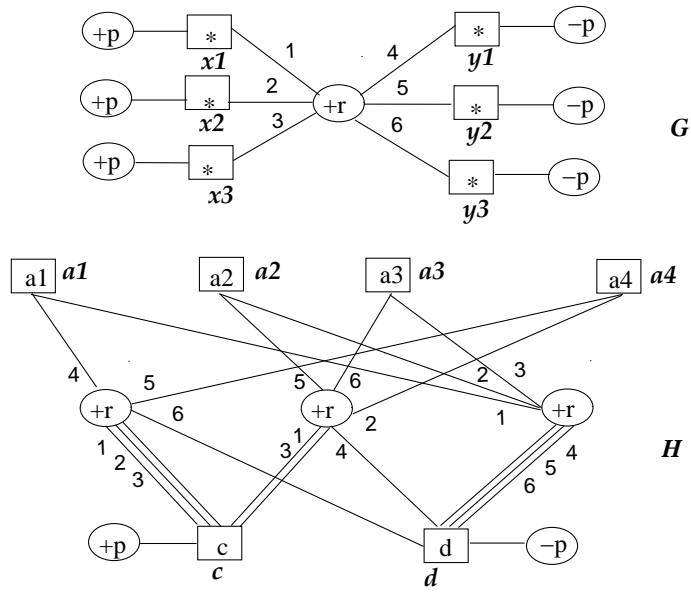 +p * 1 4 * −p
x1 y1
+p * 2 +r 5 * −p
x2 y2
G
+p * 3 6 * −p
x3 y3
a1 a1 a2 a2 a3 a3 a4 a4
4 5 5 6 2 3
+r 6 +r 2 1 +r
1 2 3 3 1 4 6 5 4
H
+p c d −p
c d